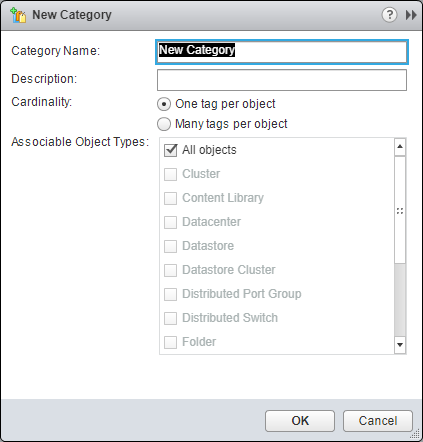 New Category
Category Name: New Category
Description:
Cardinality: One tag per object
Many tags per object
Associable Object Types: All objects
Cluster
Content Library
Datacenter
Datastore
Datastore Cluster
Distributed Port Group
Distributed Switch
Folder
OK Cancel